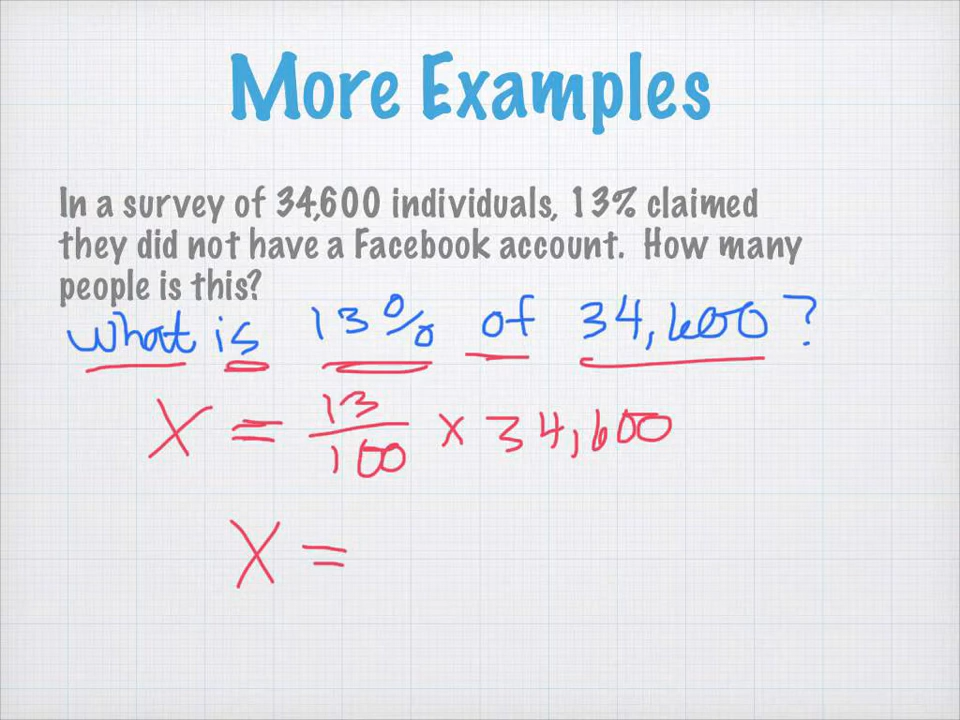 More Examples
In a survey of 34,600 individuals, 13% claimed
they did not have a Facebook account. How many
people is this?
What is 13% of 34,600?
X = 13/100 x 34,600
X =